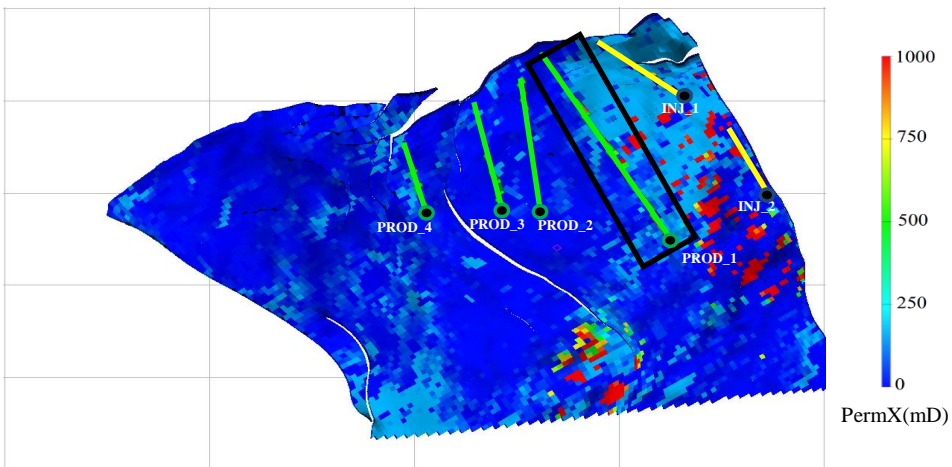 1000
INJ_1
750
INJ_2
PROD_4
PROD_3
PROD_2
500
PROD_1
250
0
PermX(mD)